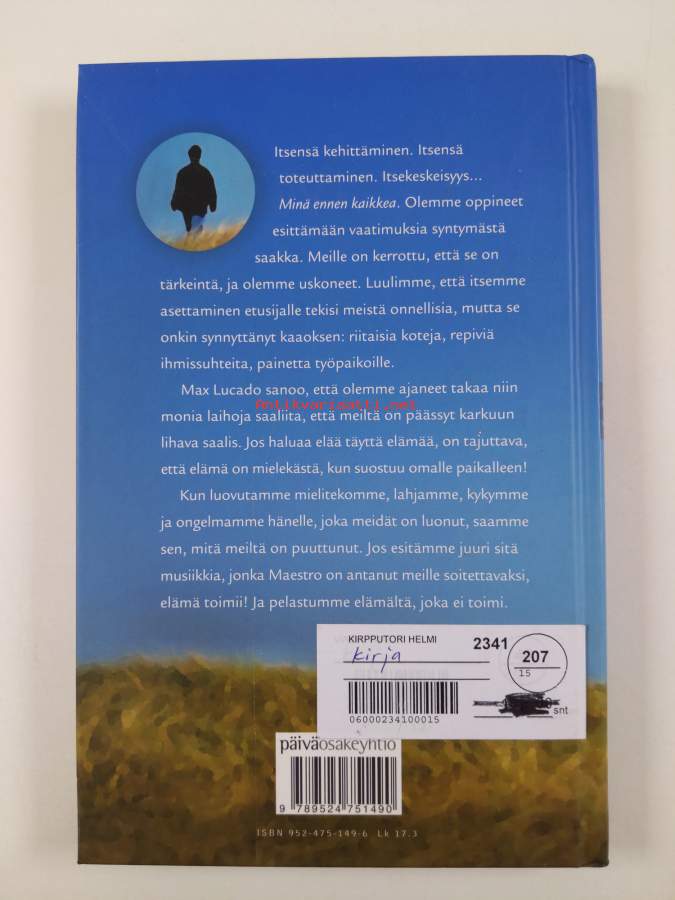 Itsensä kehittäminen. Itsensä
toteuttaminen. Itsekeskeisyys...
Minä ennen kaikkea. Olemme oppineet
esittämään vaatimuksia syntymästä
saakka. Meille on kerrottu, että se on
tärkeintä, ja olemme uskoneet. Luulimme, että itsemme
asettaminen etusijalle tekisi meistä onnellisia, mutta se
onkin synnyttänyt kaaoksen: riitaisia koteja, repiviä
ihmissuhteita, painetta työpaikoille.
Max Lucado sanoo, että olemme ajaneet takaa niin
monia laihoja saaliita, että meiltä on päässyt karkuun
Antikvariaatti.net
lihava saalis. Jos haluaa elää täyttä elämää, on tajuttava,
että elämä on mielekästä, kun suostuu omalle paikalleen!
Kun luovutamme mielitekomme, lahjamme, kykymme
ja ongelmamme hänelle, joka meidät on luonut, saamme
sen, mitä meiltä on puuttunut. Jos esitämme juuri sitä
musiikkia, jonka Maestro on antanut meille soitettavaksi,
elämä toimii! Ja pelastumme elämältä, joka ei toimi.
KIRPPUTORI HELMI
2341
kirja
207
15
snt
06000234100015
päiväosakeyhtiö
9 789524 751490
ISBN 952-475-149-6 Lk 17.3